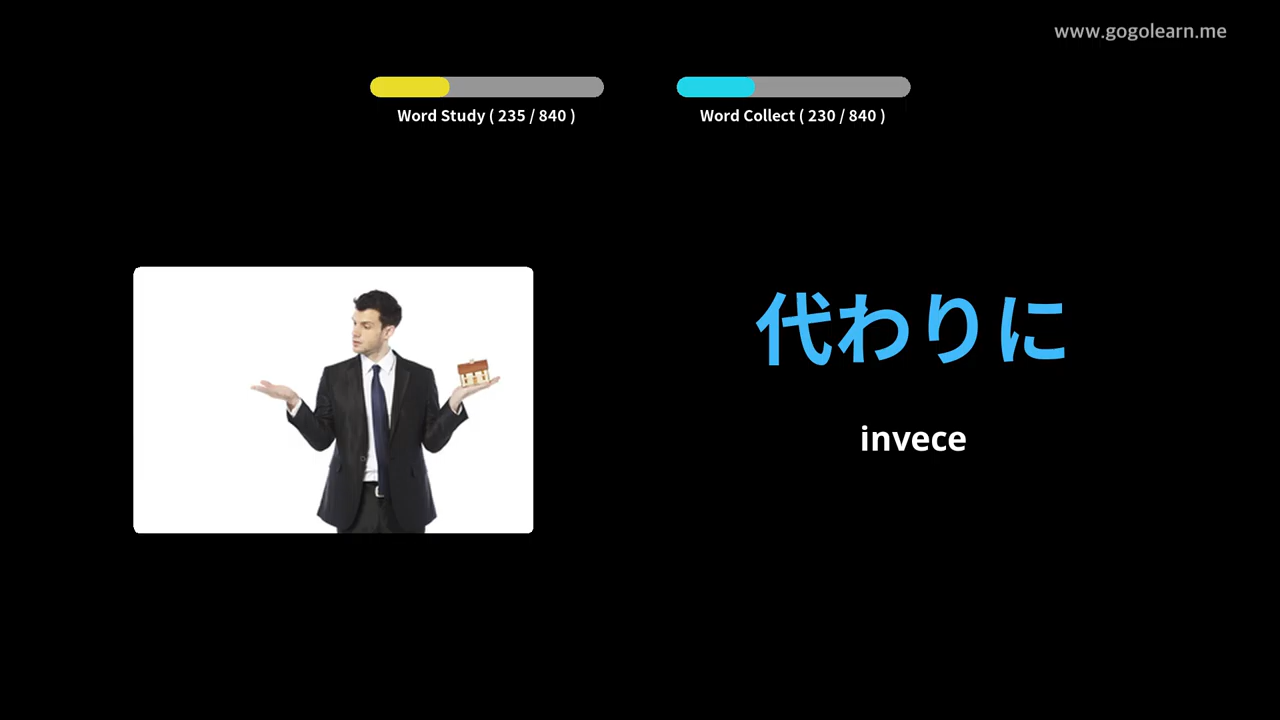 www.gogolearn.me
Word Study ( 235 / 840 )
Word Collect ( 230 / 840 )
代わりに
invece